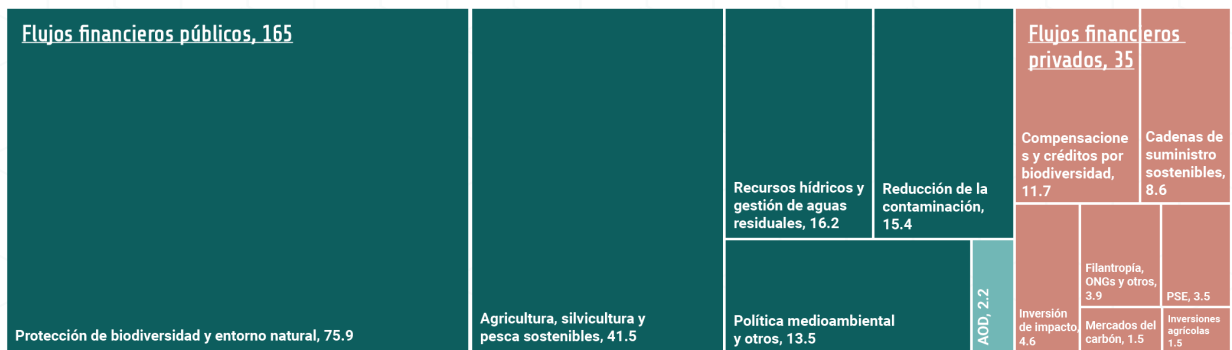 Flujos financieros públicos, 165
Protección de biodiversidad y entorno natural, 75.9
Agricultura, silvicultura y
pesca sostenibles, 41.5
Recursos hídricos y
gestión de aguas
residuales, 16.2
Reducción de la
contaminación,
15.4
Política medioambiental
y otros, 13.5
AOD, 2.2
Flujos financieros
privados, 35
Compensacione
s y créditos por
biodiversidad,
11.7
Cadenas de
suministro
sostenibles,
8.6
Inversión
de impacto,
4.6
Filantropía,
ONGs y otros,
3.9
PSE, 3.5
Mercados del
carbón, 1.5
Inversiones
agrícolas
1.5